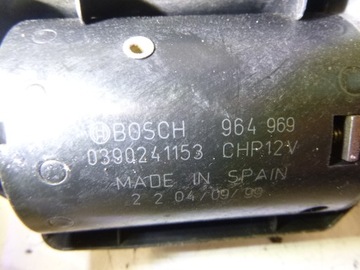 BOSCH 964 969
0390241153 CHP12V
MADE IN SPAIN
2 2 04/09/99